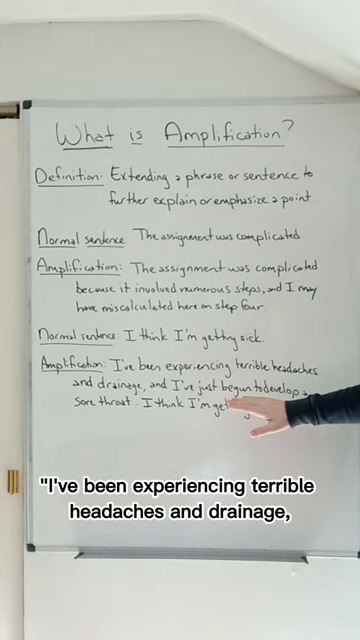 What is Amplification?
Definition: Extending a phrase or sentence to
further explain or emphasize a point.
Normal sentence The assignment was complicated.
Amplification: The assignment was complicated
because it involved numerous steps, and I may
have miscalculated here on step four.
Normal sentence: I think I'm getting sick.
Amplification: I've been experiencing terrible headaches
and drainage, and I've just begun to develop a
sore throat. I think I'm
"I've been experiencing terrible
headaches and drainage,